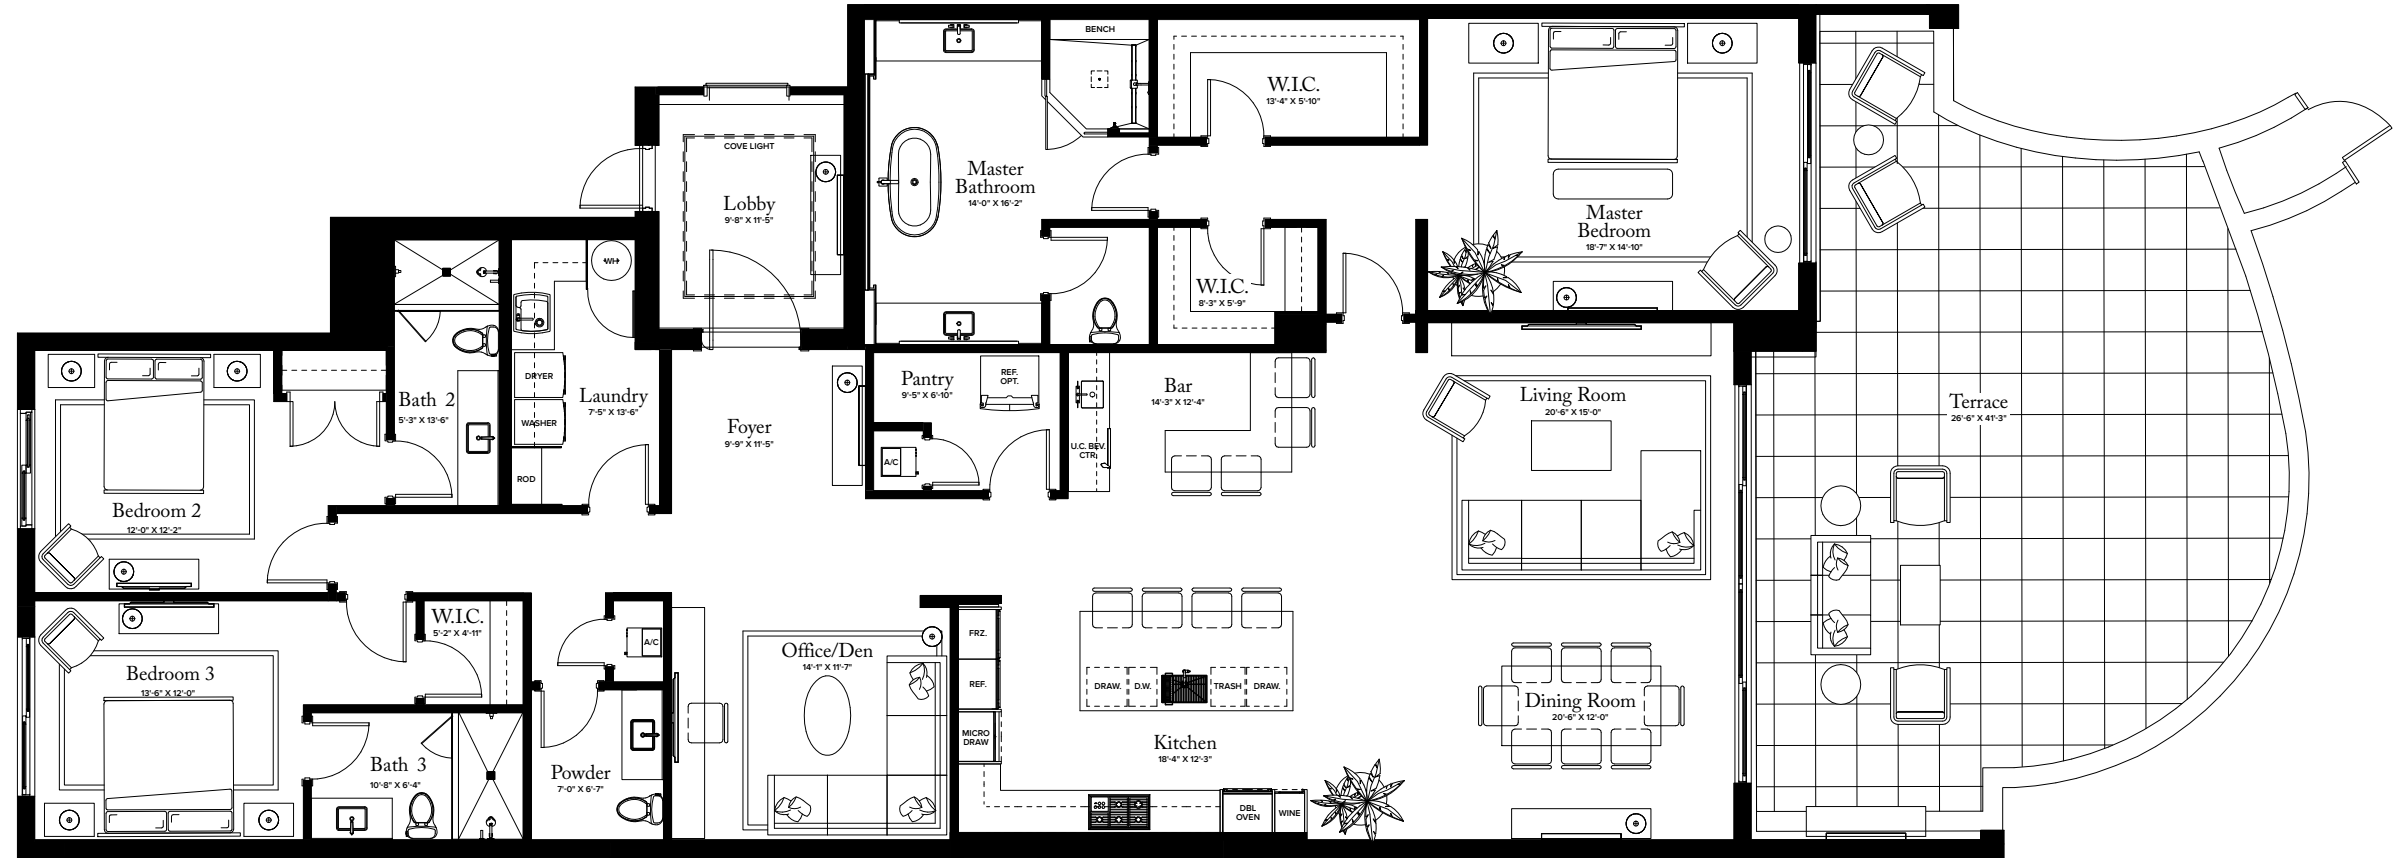 BENCH
W.I.C.
13'-4" X 5'-10"
COVE LIGHT
Lobby
9'-8" X 11'-5"
Master
Bathroom
14'-0" X 16'-2"
Master
Bedroom
18'-7" X 14'-10"
W.I.C.
8'-3" X 5'-9"
WH
DRYER
WASHER
ROD
Laundry
7'-5" X 13'-6"
Bath 2
5'-3" X 13'-6"
Foyer
9'-9" X 11'-5"
Pantry
9'-5" X 6'-10"
REF.
OPT.
A/C
Bar
14'-3" X 12'-4"
U.C. BEV.
CTR.
Living Room
20'-6" X 15'-0"
Terrace
26'-6" X 41'-3"
Bedroom 2
12'-0" X 12'-2"
W.I.C.
5'-2" X 4'-11"
A/C
Bedroom 3
13'-6" X 12'-0"
Office/Den
14'-1" X 11'-7"
FRZ.
REF.
MICRO
DRAW
DRAW.
D.W.
TRASH
DRAW.
Dining Room
20'-6" X 12'-0"
Kitchen
18'-4" X 12'-3"
Bath 3
10'-8" X 6'-4"
Powder
7'-0" X 6'-7"
DBL
OVEN
WINE